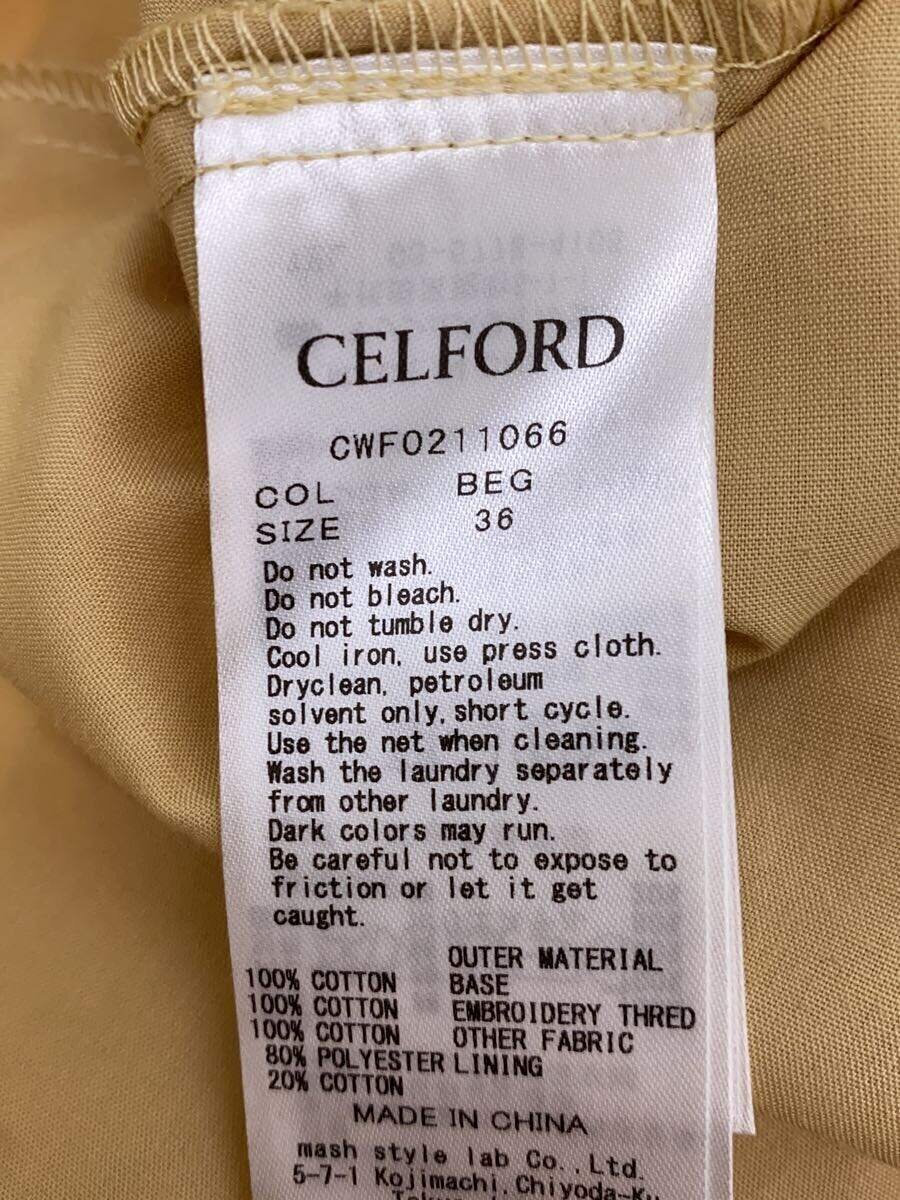 CELFORD
CWF0211066
COL BEG
SIZE 36
Do not wash.
Do not bleach.
Do not tumble dry.
Cool iron, use press cloth.
Dryclean, petroleum
solvent only, short cycle.
Use the net when cleaning.
Wash the laundry separately
from other laundry.
Dark colors may run.
Be careful not to expose to
friction or let it get
caught.
OUTER MATERIAL
100% COTTON BASE
100% COTTON EMBROIDERY THRED
100% COTTON OTHER FABRIC
80% POLYESTER LINING
20% COTTON
MADE IN CHINA
mash style lab Co., Ltd.
5-7-1 Kojimachi, Chiyoda-Ku,